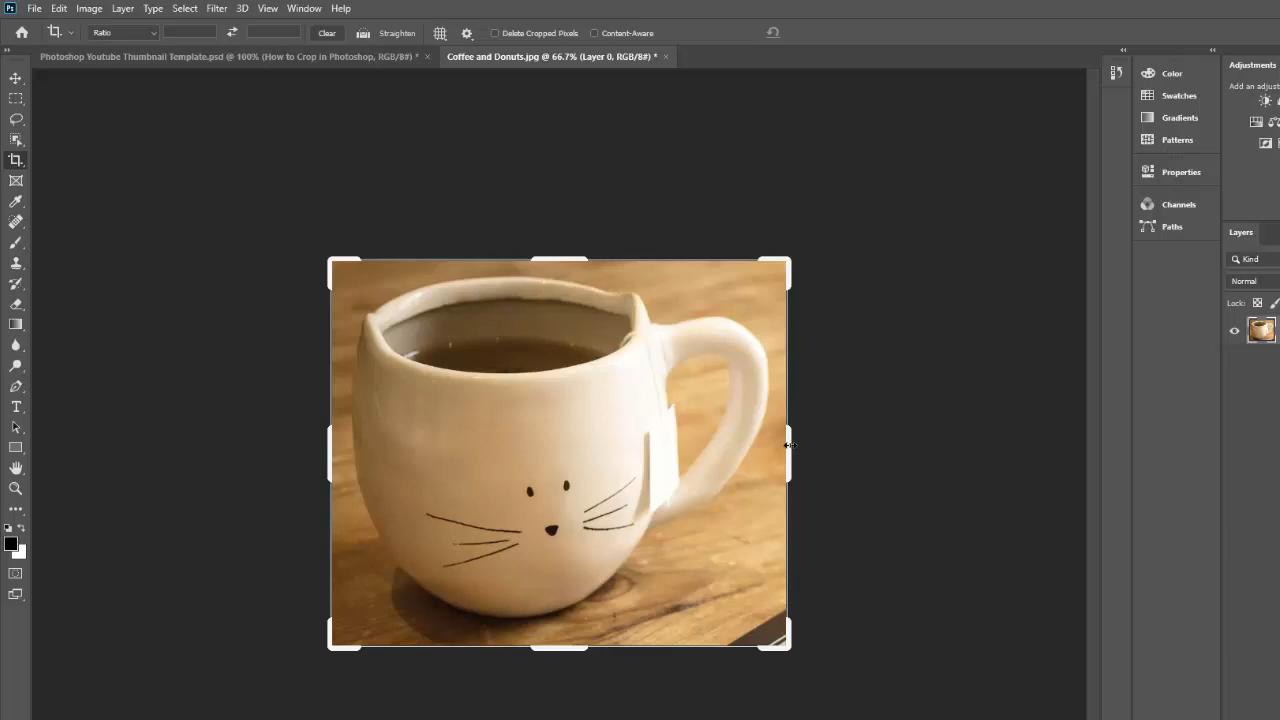 Ps File Edit Image Layer Type Select Filter 3D View Window Help
Ratio Clear Straighten Delete Cropped Pixels Content-Aware
Photoshop Youtube Thumbnail Template.psd @ 100% (How to Crop in Photoshop, RGB/8#) * × Coffee and Donuts.jpg @ 66.7% (Layer 0, RGB/8#) * ×
Adjustments
Color
Add an adjust
Swatches
Gradients
Patterns
Properties
Channels
Paths
Layers
Kind
Normal
Lock: